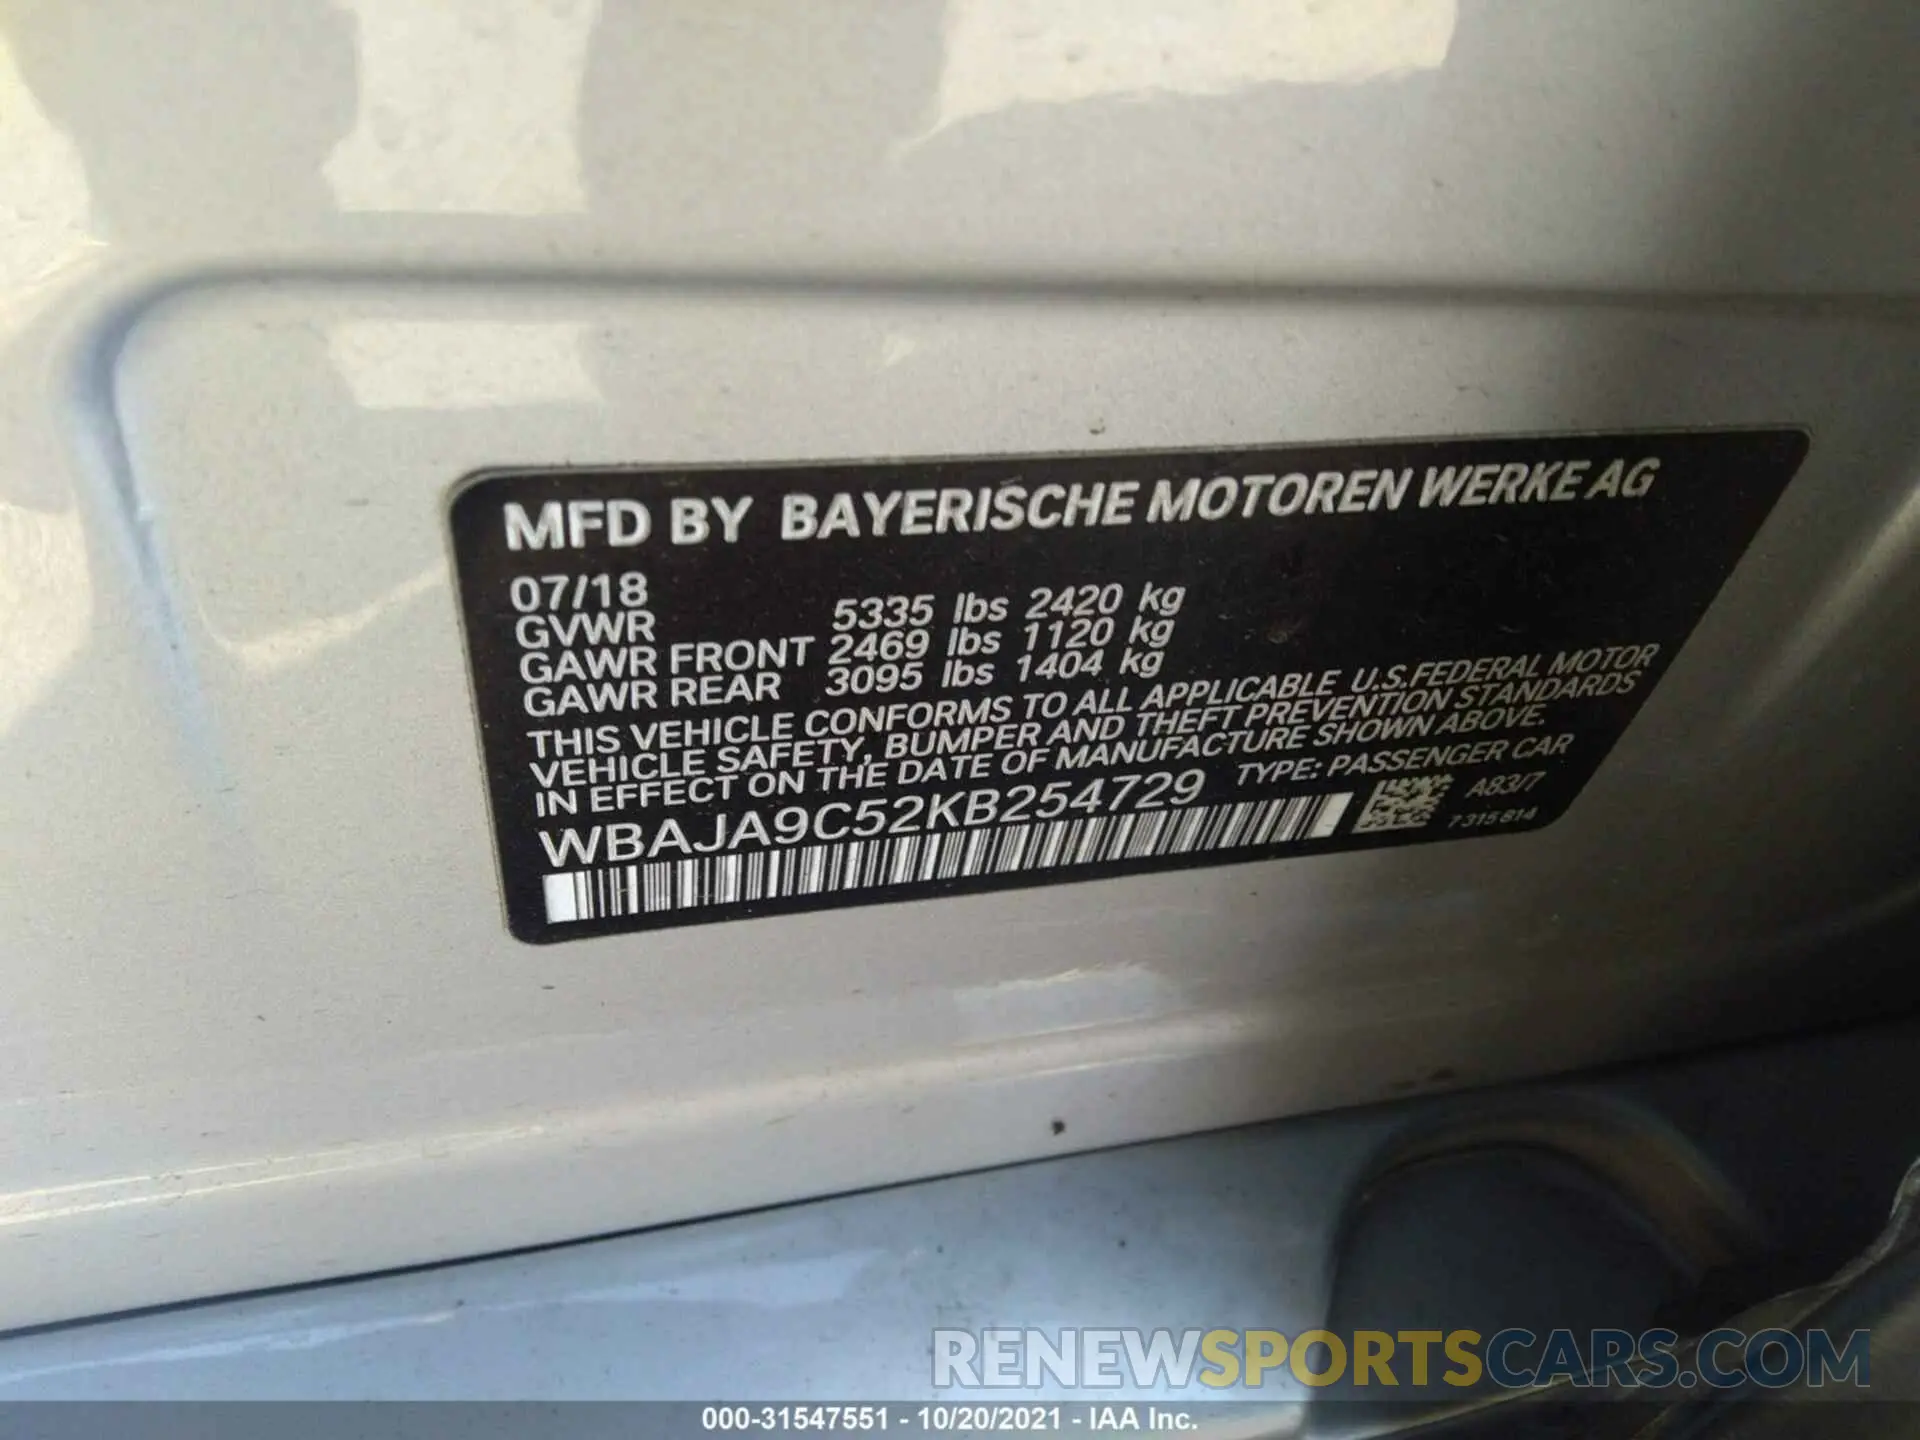 MFD BY BAYERISCHE MOTOREN WERKE AG
07/18
GVWR 5335 lbs 2420 kg
GAWR FRONT 2469 lbs 1120 kg
GAWR REAR 3095 lbs 1404 kg
THIS VEHICLE CONFORMS TO ALL APPLICABLE U.S.FEDERAL MOTOR
VEHICLE SAFETY, BUMPER AND THEFT PREVENTION STANDARDS
IN EFFECT ON THE DATE OF MANUFACTURE SHOWN ABOVE.
WBAJA9C52KB254729 TYPE: PASSENGER CAR
A83/7
7315814
RENEWSPORTSCARS.COM
000-31547551 - 10/20/2021 - IAA Inc.